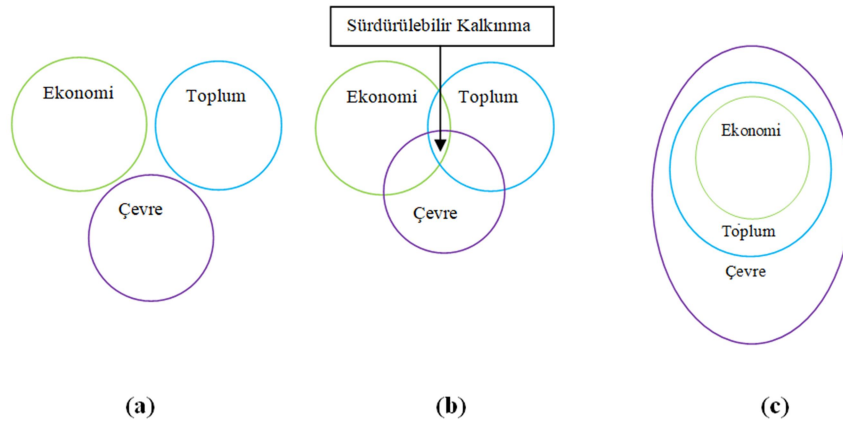 Sürdürülebilir Kalkınma
Ekonomi
Toplum
Çevre
Ekonomi
Toplum
Çevre
Ekonomi
Toplum
Çevre
(a)
(b)
(c)